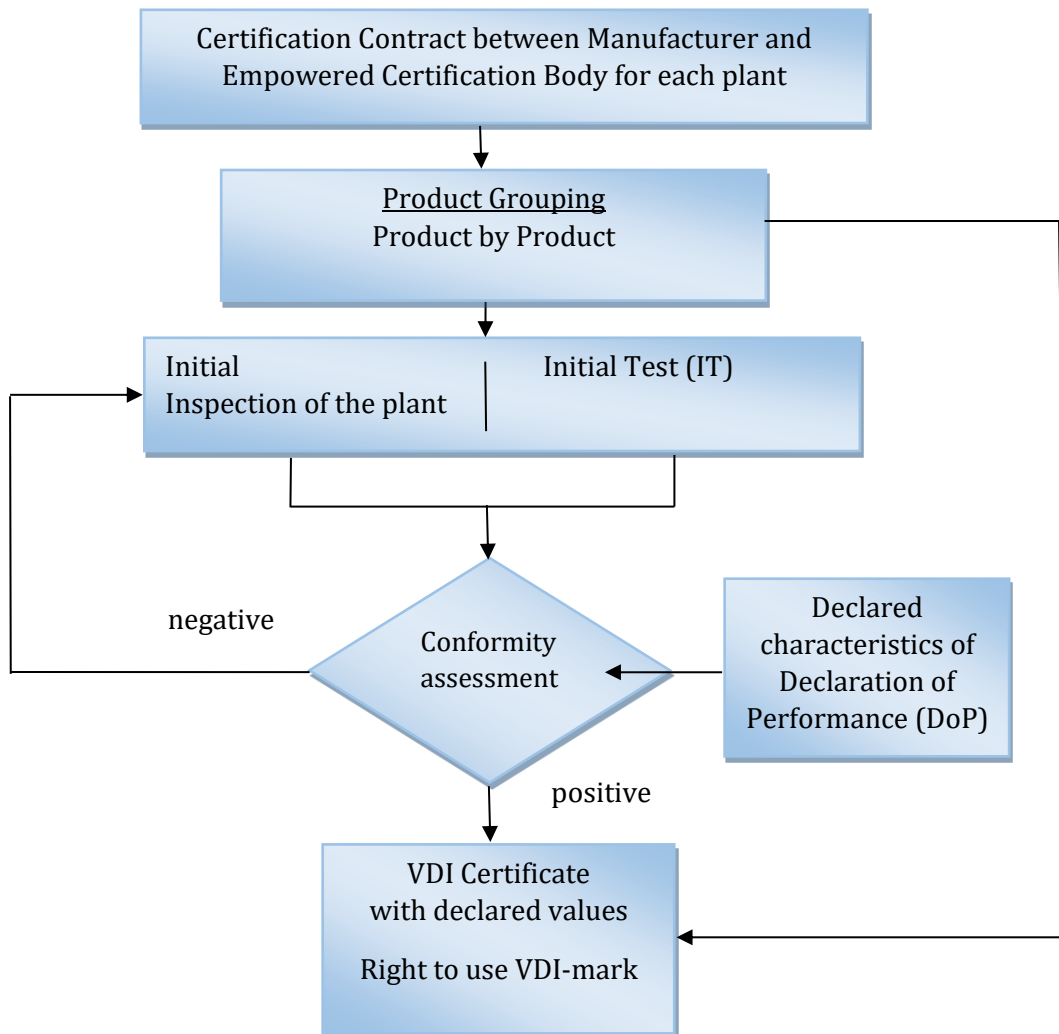 Certification Contract between Manufacturer and
Empowered Certification Body for each plant
Product Grouping
Product by Product
Initial
Inspection of the plant
Initial Test (IT)
negative
Conformity
assessment
Declared
characteristics of
Declaration of
Performance (DoP)
positive
VDI Certificate
with declared values
Right to use VDI-mark